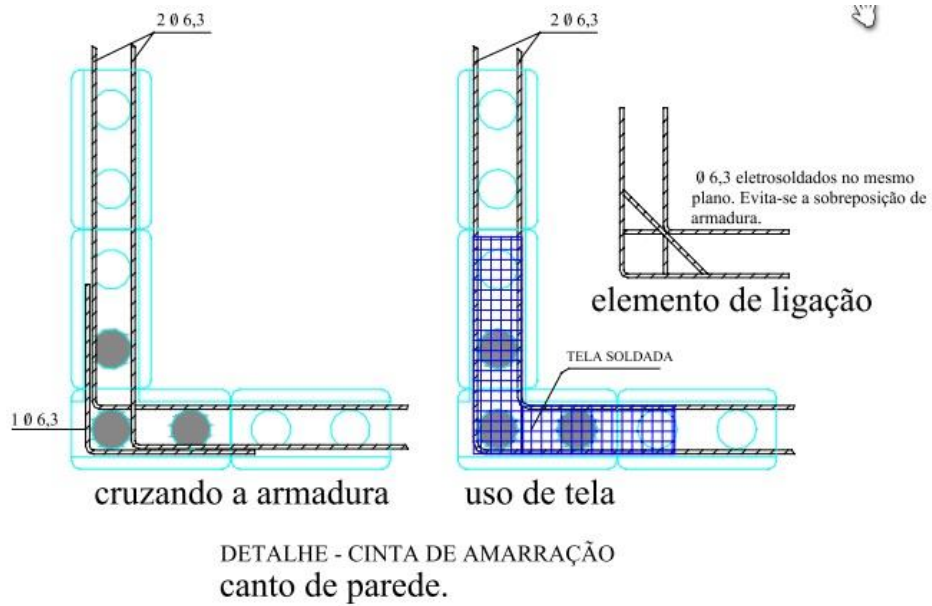 2 Ø 6,3
2 Ø 6,3
Ø 6,3 eletrosoldados no mesmo
plano. Evita-se a sobreposição de
armadura.
elemento de ligação
TELA SOLDADA
1 Ø 6,3
cruzando a armadura
uso de tela
DETALHE - CINTA DE AMARRAÇÃO
canto de parede.